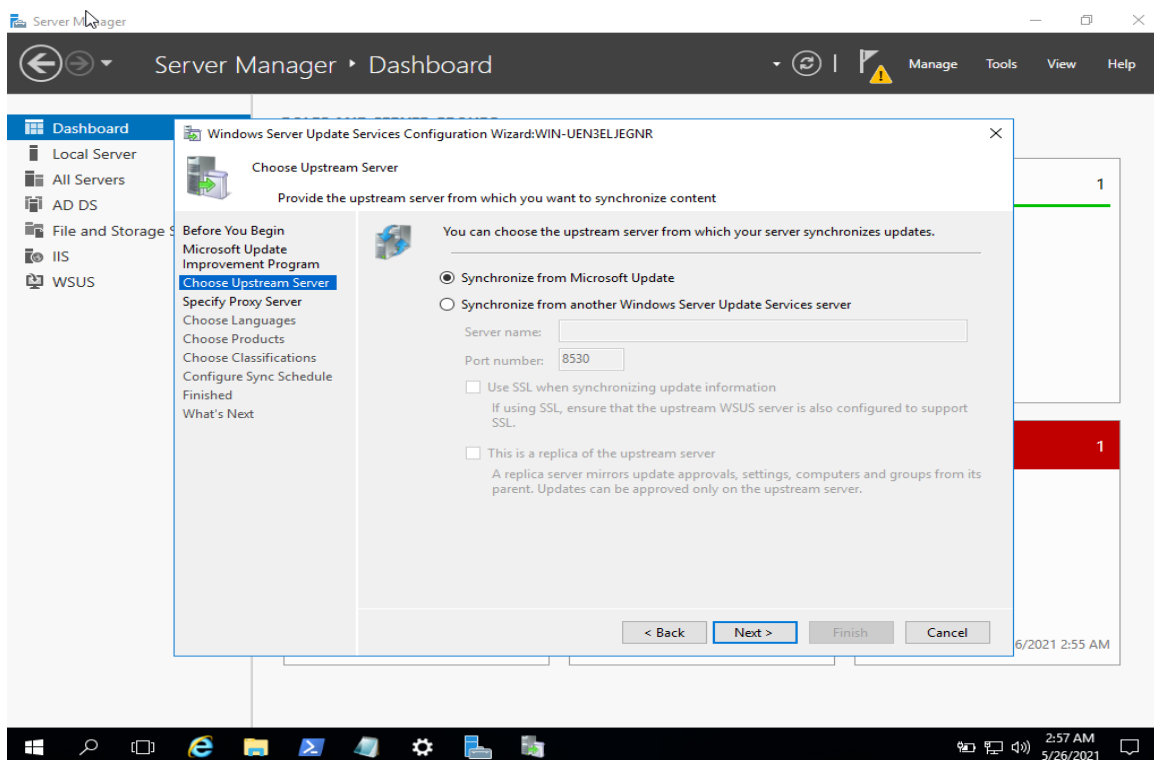 Server Manager
Server Manager ‣ Dashboard
Manage Tools View Help
Dashboard
Local Server
All Servers
AD DS
File and Storage
IIS
WSUS
Windows Server Update Services Configuration Wizard:WIN-UEN3ELJEGNR
Choose Upstream Server
Provide the upstream server from which you want to synchronize content
Before You Begin
Microsoft Update
Improvement Program
Choose Upstream Server
Specify Proxy Server
Choose Languages
Choose Products
Choose Classifications
Configure Sync Schedule
Finished
What's Next
You can choose the upstream server from which your server synchronizes updates.
Synchronize from Microsoft Update
Synchronize from another Windows Server Update Services server
Server name:
Port number: 8530
Use SSL when synchronizing update information
If using SSL, ensure that the upstream WSUS server is also configured to support
SSL.
This is a replica of the upstream server
A replica server mirrors update approvals, settings, computers and groups from its
parent. Updates can be approved only on the upstream server.
< Back Next > Finish Cancel
1
1
6/2021 2:55 AM
2:57 AM
5/26/2021